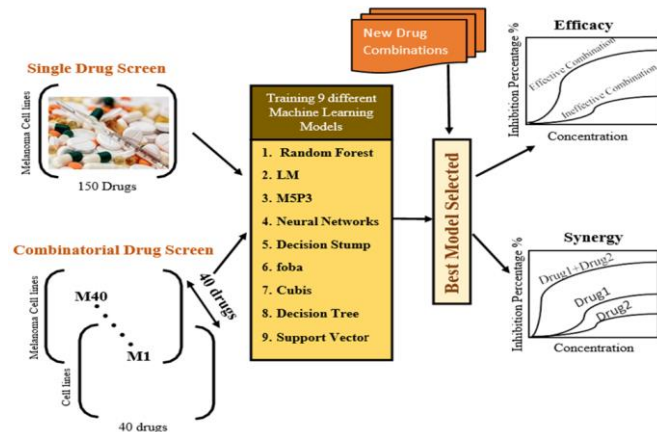 New Drug
Combinations
Efficacy
Inhibition Percentage %
Effective Combination
Ineffective Combination
Concentration
Single Drug Screen
Melanoma Cell lines
150 Drugs
Training 9 different
Machine Learning
Models
1. Random Forest
2. LM
3. M5P3
4. Neural Networks
5. Decision Stump
6. foba
7. Cubis
8. Decision Tree
9. Support Vector
Best Model Selected
Combinatorial Drug Screen
Melanoma Cell lines
M40
M1
40 drugs
Cell lines
40 drugs
Synergy
Inhibition Percentage %
Drug1+Drug2
Drug1
Drug2
Concentration